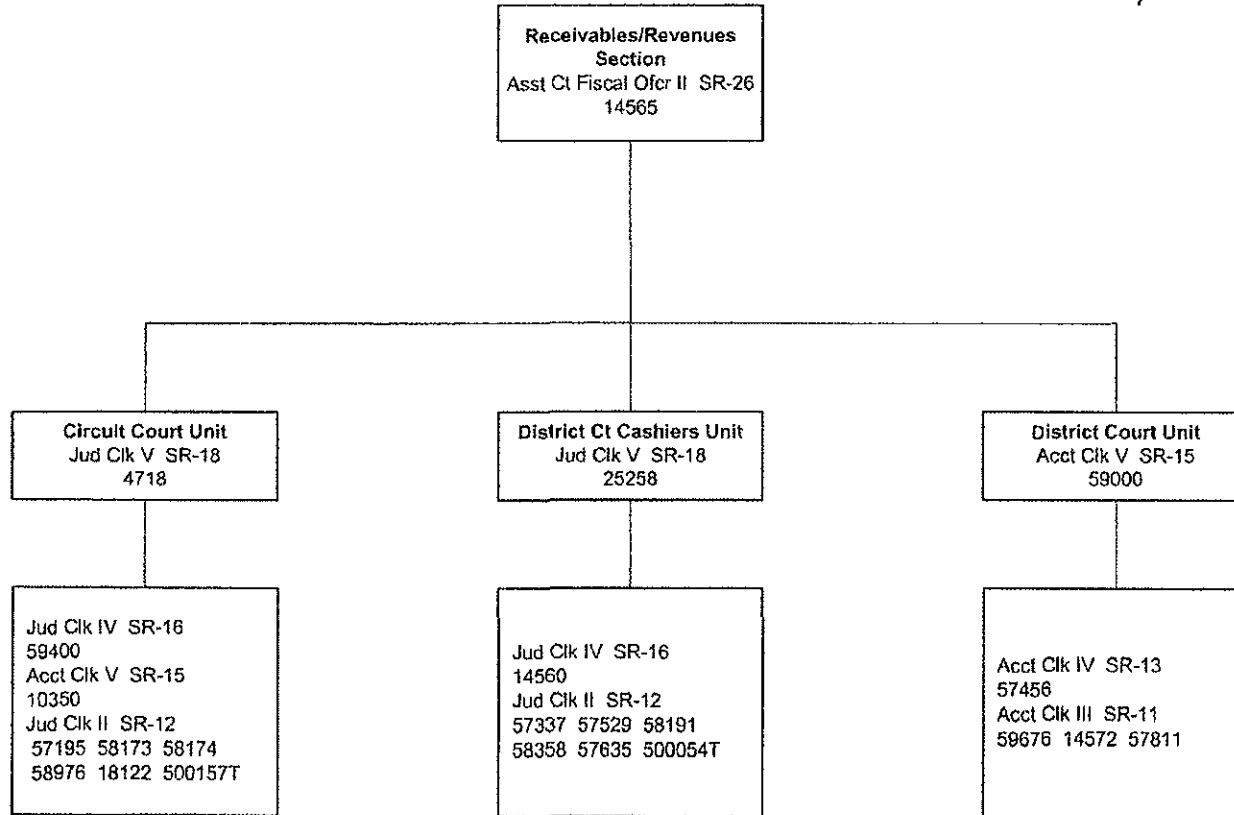 Receivables/Revenues
Section
Asst Ct Fiscal Ofcr II SR-26
14565
Circuit Court Unit
Jud Clk V SR-18
4718
District Ct Cashiers Unit
Jud Clk V SR-18
25258
District Court Unit
Acct Clk V SR-15
59000
Jud Clk IV SR-16
59400
Acct Clk V SR-15
10350
Jud Clk II SR-12
57195 58173 58174
58976 18122 500157T
Jud Clk IV SR-16
14560
Jud Clk II SR-12
57337 57529 58191
58358 57635 500054T
Acct Clk IV SR-13
57456
Acct Clk III SR-11
59676 14572 57811